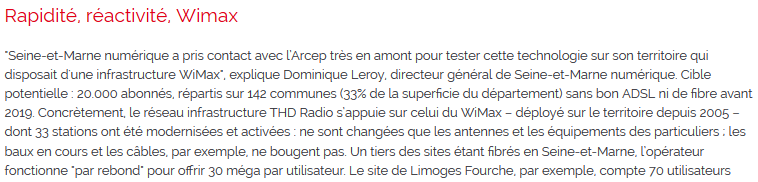 Rapidité, réactivité, Wimax
"Seine-et-Marne numérique a pris contact avec l'Arcep très en amont pour tester cette technologie sur son territoire qui
disposait d'une infrastructure WiMax", explique Dominique Leroy, directeur général de Seine-et-Marne numérique. Cible
potentielle : 20.000 abonnés, répartis sur 142 communes (33% de la superficie du département) sans bon ADSL ni de fibre avant
2019. Concrètement, le réseau infrastructure THD Radio s'appuie sur celui du WiMax – déployé sur le territoire depuis 2005 –
dont 33 stations ont été modernisées et activées : ne sont changées que les antennes et les équipements des particuliers ; les
baux en cours et les câbles, par exemple, ne bougent pas. Un tiers des sites étant fibrés en Seine-et-Marne, l'opérateur
fonctionne "par rebond" pour offrir 30 méga par utilisateur. Le site de Limoges Fourche, par exemple, compte 70 utilisateurs